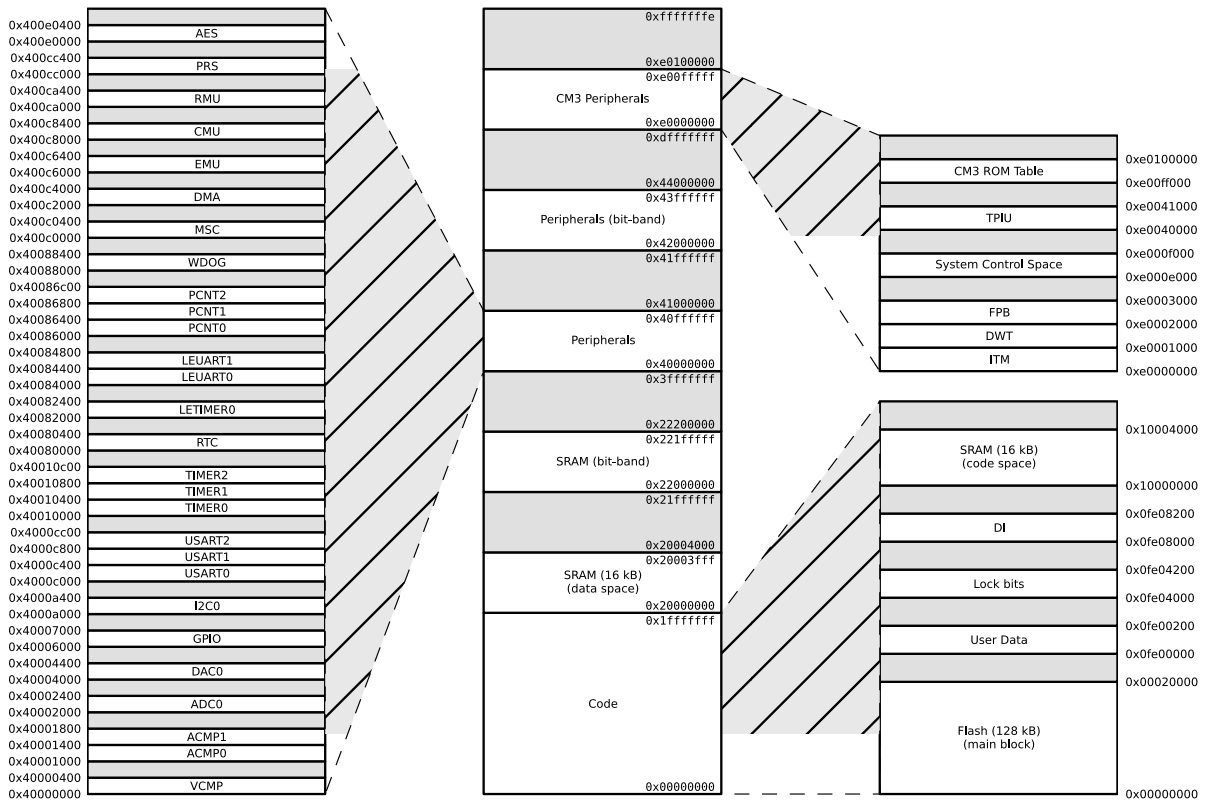 0x400e0400
AES
0x400e0000
0x400cc400
PRS
0x400cc000
0x400ca400
RMU
0x400ca000
0x400c8400
CMU
0x400c8000
0x400c6400
EMU
0x400c6000
0x400c4000
DMA
0x400c2000
0x400c0400
MSC
0x400c0000
0x40088400
WDOG
0x40088000
0x40086c00
PCNT2
0x40086800
PCNT1
0x40086400
PCNT0
0x40086000
0x40084800
LEUART1
0x40084400
LEUART0
0x40084000
0x40082400
LETIMER0
0x40082000
0x40080400
RTC
0x40080000
0x40010c00
TIMER2
0x40010800
TIMER1
0x40010400
TIMER0
0x40010000
0x4000cc00
USART2
0x4000c800
USART1
0x4000c400
USART0
0x4000c000
0x4000a400
I2C0
0x4000a000
0x40007000
GPIO
0x40006000
0x40004400
DAC0
0x40004000
0x40002400
ADC0
0x40002000
0x40001800
ACMP1
0x40001400
ACMP0
0x40001000
0x40000400
VCMP
0x40000000
0xfffffffe
0xe0100000
0xe00fffff
CM3 Peripherals
0xe0000000
0xdfffffff
0x44000000
0x43ffffff
Peripherals (bit-band)
0x42000000
0x41ffffff
0x41000000
0x40ffffff
Peripherals
0x40000000
0x3fffffff
0x22200000
0x221fffff
SRAM (bit-band)
0x22000000
0x21ffffff
0x20004000
0x20003fff
SRAM (16 kB)
(data space)
0x20000000
0x1fffffff
Code
0x00000000
0xe0100000
CM3 ROM Table
0xe00ff000
0xe0041000
TPIU
0xe0040000
0xe000f000
System Control Space
0xe000e000
0xe0003000
FPB
0xe0002000
DWT
0xe0001000
ITM
0xe0000000
0x10004000
SRAM (16 kB)
(code space)
0x10000000
0x0fe08200
DI
0x0fe08000
0x0fe04200
Lock bits
0x0fe04000
0x0fe00200
User Data
0x0fe00000
0x00020000
Flash (128 kB)
(main block)
0x00000000